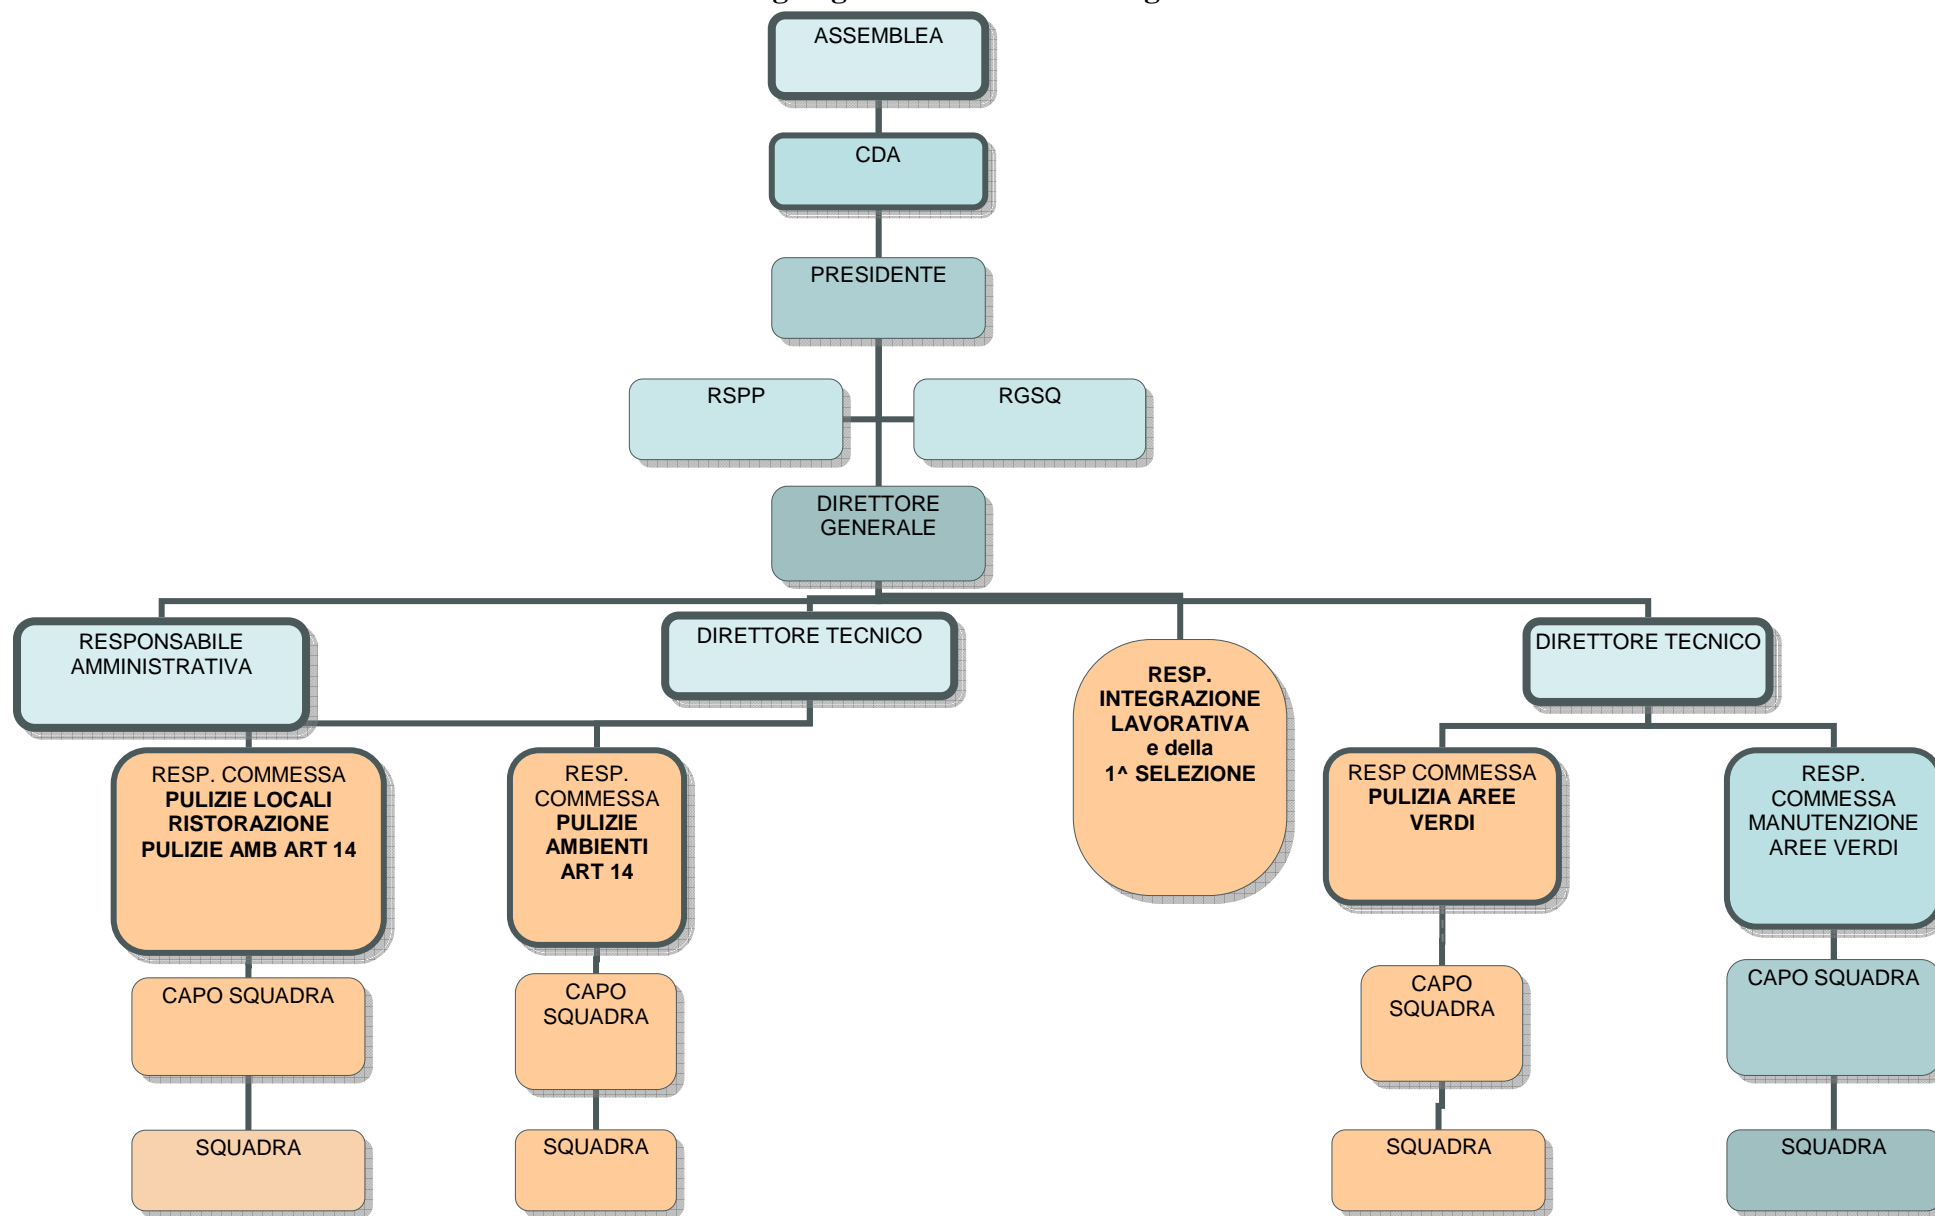 ASSEMBLEA
CDA
PRESIDENTE
RSPP
RGSQ
DIRETTORE
GENERALE
RESPONSABILE
AMMINISTRATIVA
DIRETTORE TECNICO
RESP.
INTEGRAZIONE
LAVORATIVA
e della
1^ SELEZIONE
DIRETTORE TECNICO
RESP. COMMESSA
PULIZIE LOCALI
RISTORAZIONE
PULIZIE AMB ART 14
RESP.
COMMESSA
PULIZIE
AMBIENTI
ART 14
RESP COMMESSA
PULIZIA AREE
VERDI
RESP.
COMMESSA
MANUTENZIONE
AREE VERDI
CAPO SQUADRA
CAPO
SQUADRA
CAPO
SQUADRA
CAPO SQUADRA
SQUADRA
SQUADRA
SQUADRA
SQUADRA